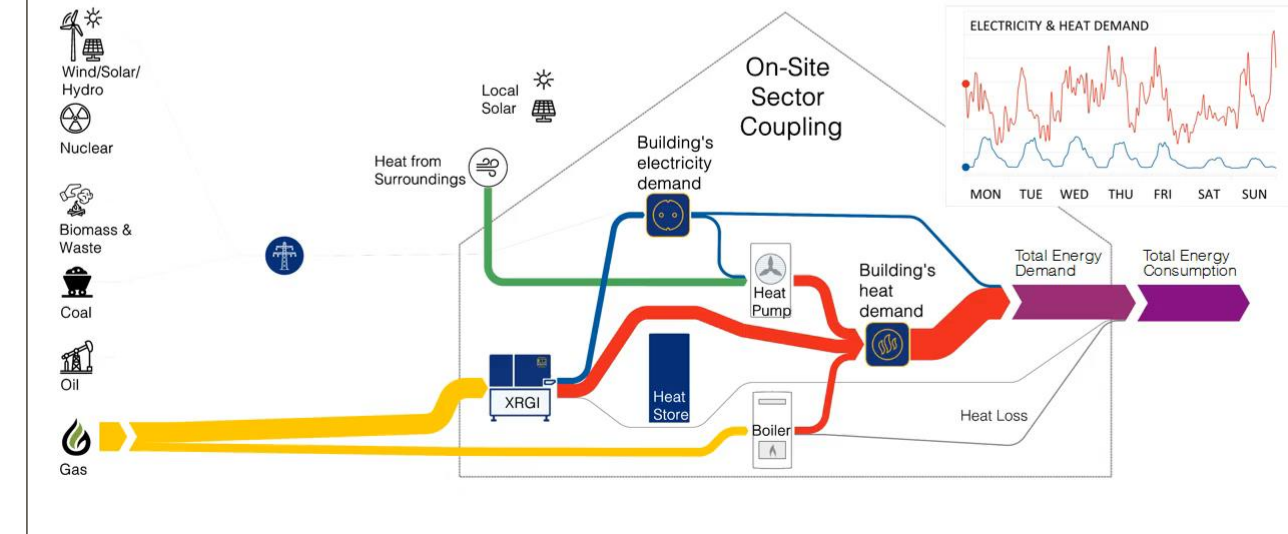 Wind/Solar/
Hydro
Nuclear
Biomass &
Waste
Coal
Oil
Gas
Local
Solar
Heat from
Surroundings
Building's
electricity
demand
On-Site
Sector
Coupling
ELECTRICITY & HEAT DEMAND
MON TUE WED THU FRI SAT SUN
Heat
Pump
Building's
heat
demand
Total Energy
Demand
Total Energy
Consumption
XRGI
Heat
Store
Boiler
Heat Loss